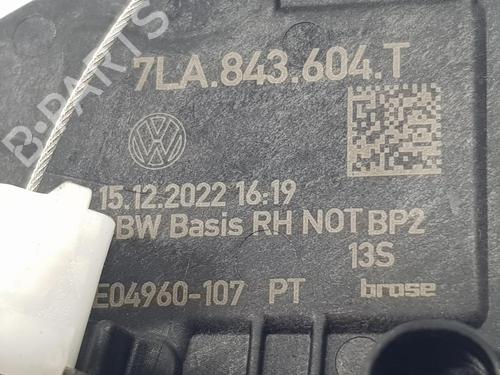 B-PARTS
7LA.843.604.T
15.12.2022 16:19
BW Basis RH NOT BP2
13S
E04960-107 PT
brose